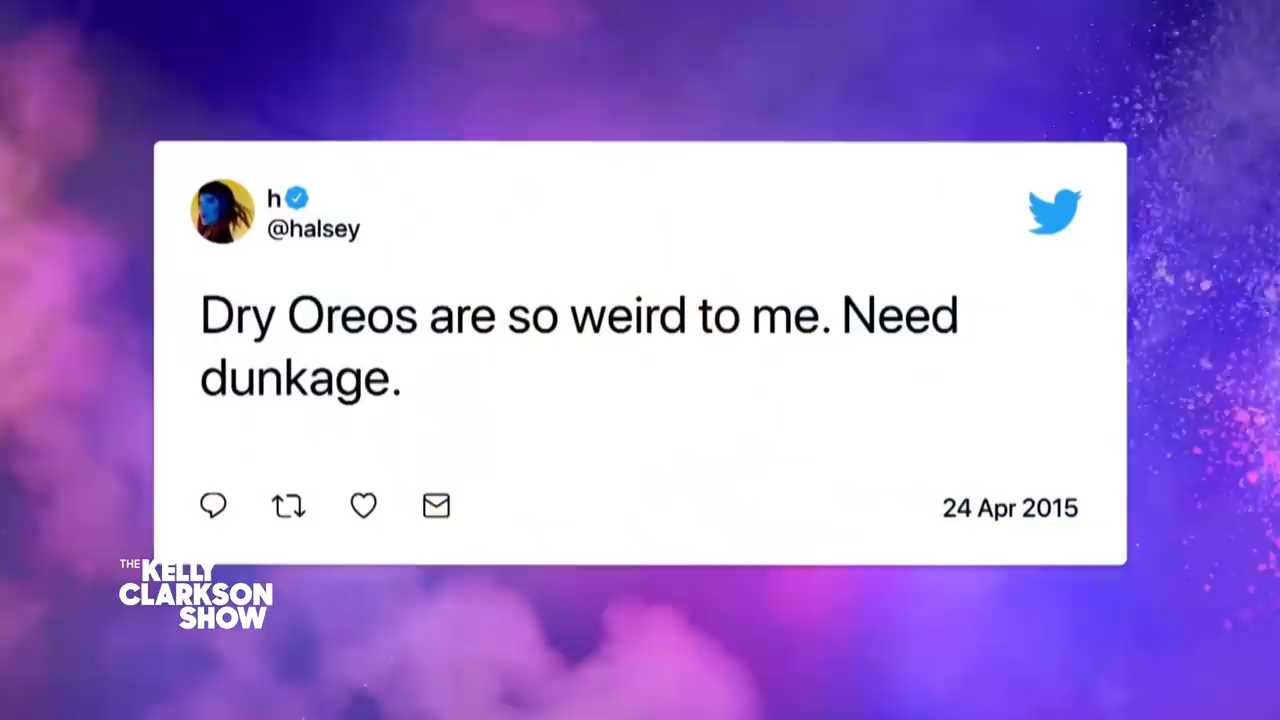 h
@halsey
Dry Oreos are so weird to me. Need
dunkage.
24 Apr 2015
THE KELLY
CLARKSON
SHOW